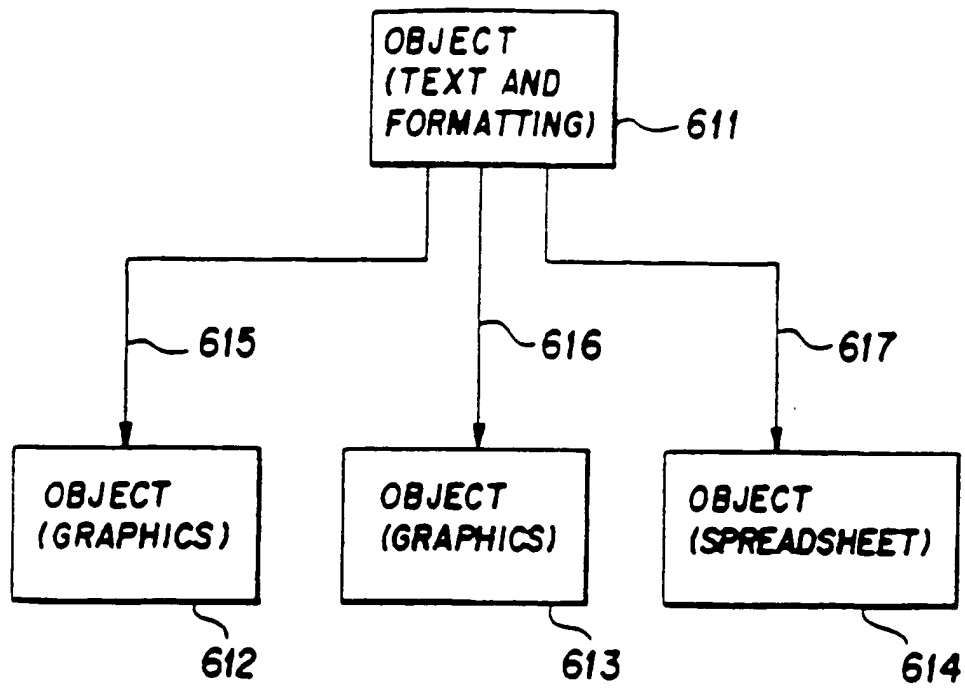 OBJECT
(TEXT AND
FORMATTING)
611
615
616
617
OBJECT
(GRAPHICS)
612
OBJECT
(GRAPHICS)
613
OBJECT
(SPREADSHEET)
614